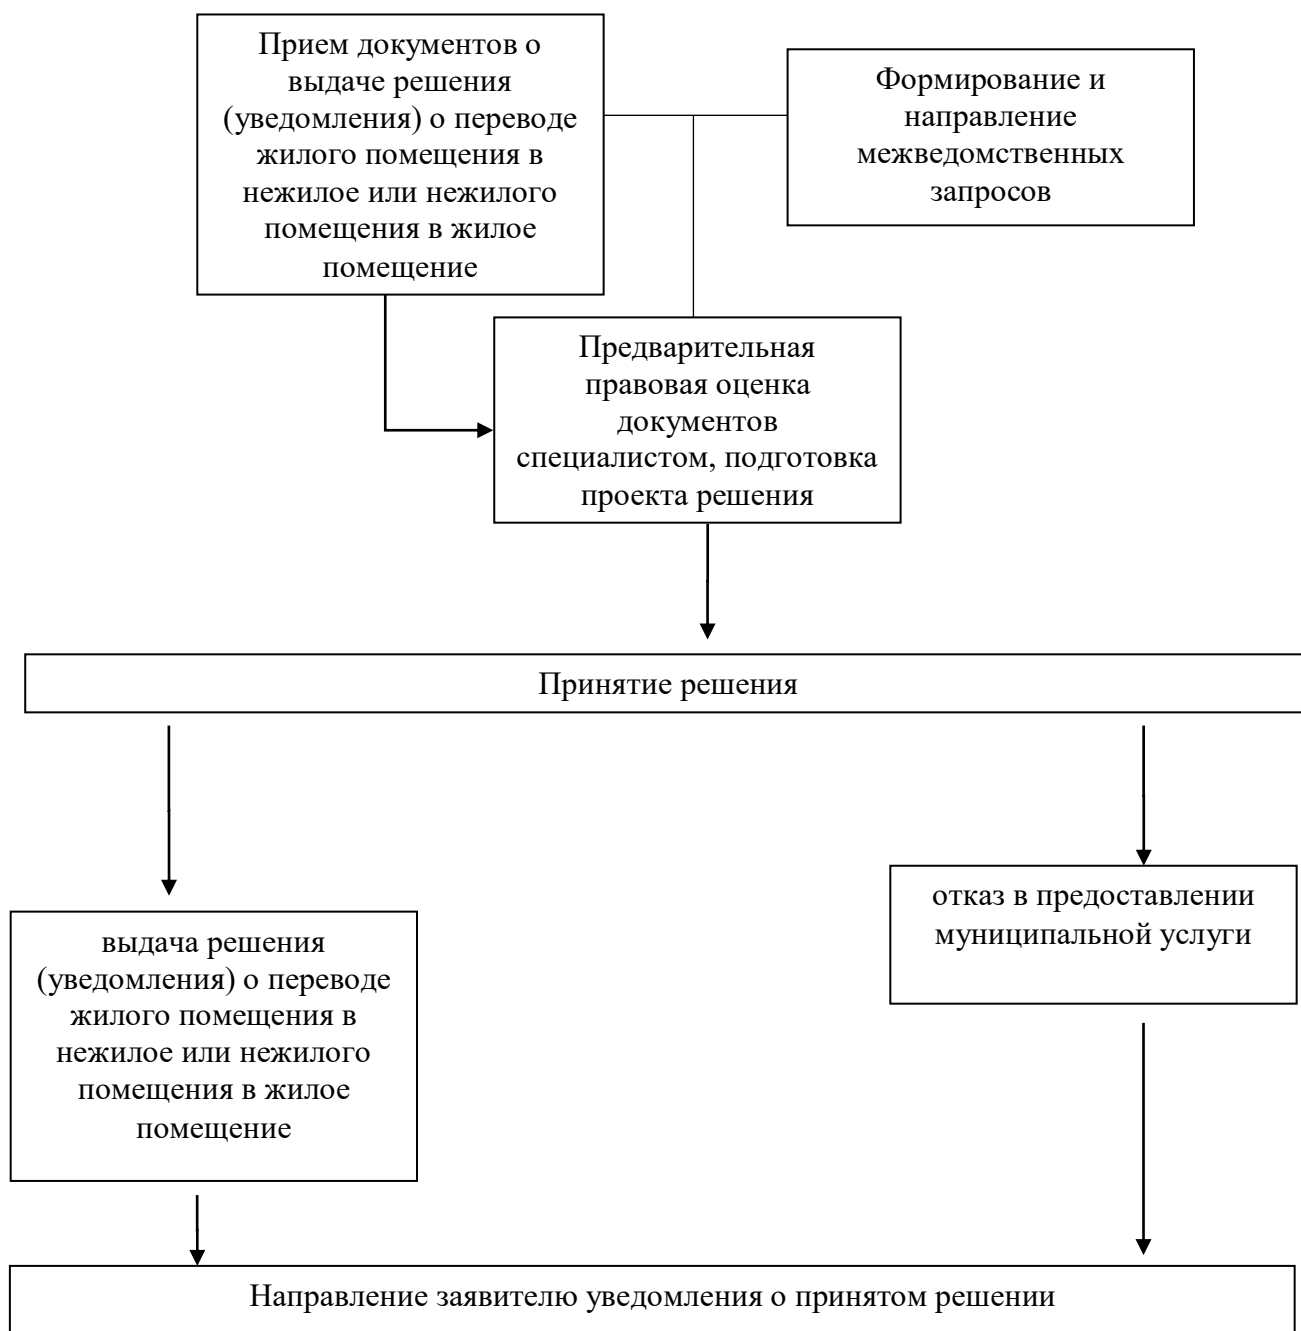 Прием документов о
выдаче решения
(уведомления) о переводе
жилого помещения в
нежилое или нежилого
помещения в жилое
помещение
Формирование и
направление
межведомственных
запросов
Предварительная
правовая оценка
документов
специалистом, подготовка
проекта решения
Принятие решения
выдача решения
(уведомления) о переводе
жилого помещения в
нежилое или нежилого
помещения в жилое
помещение
отказ в предоставлении
муниципальной услуги
Направление заявителю уведомления о принятом решении